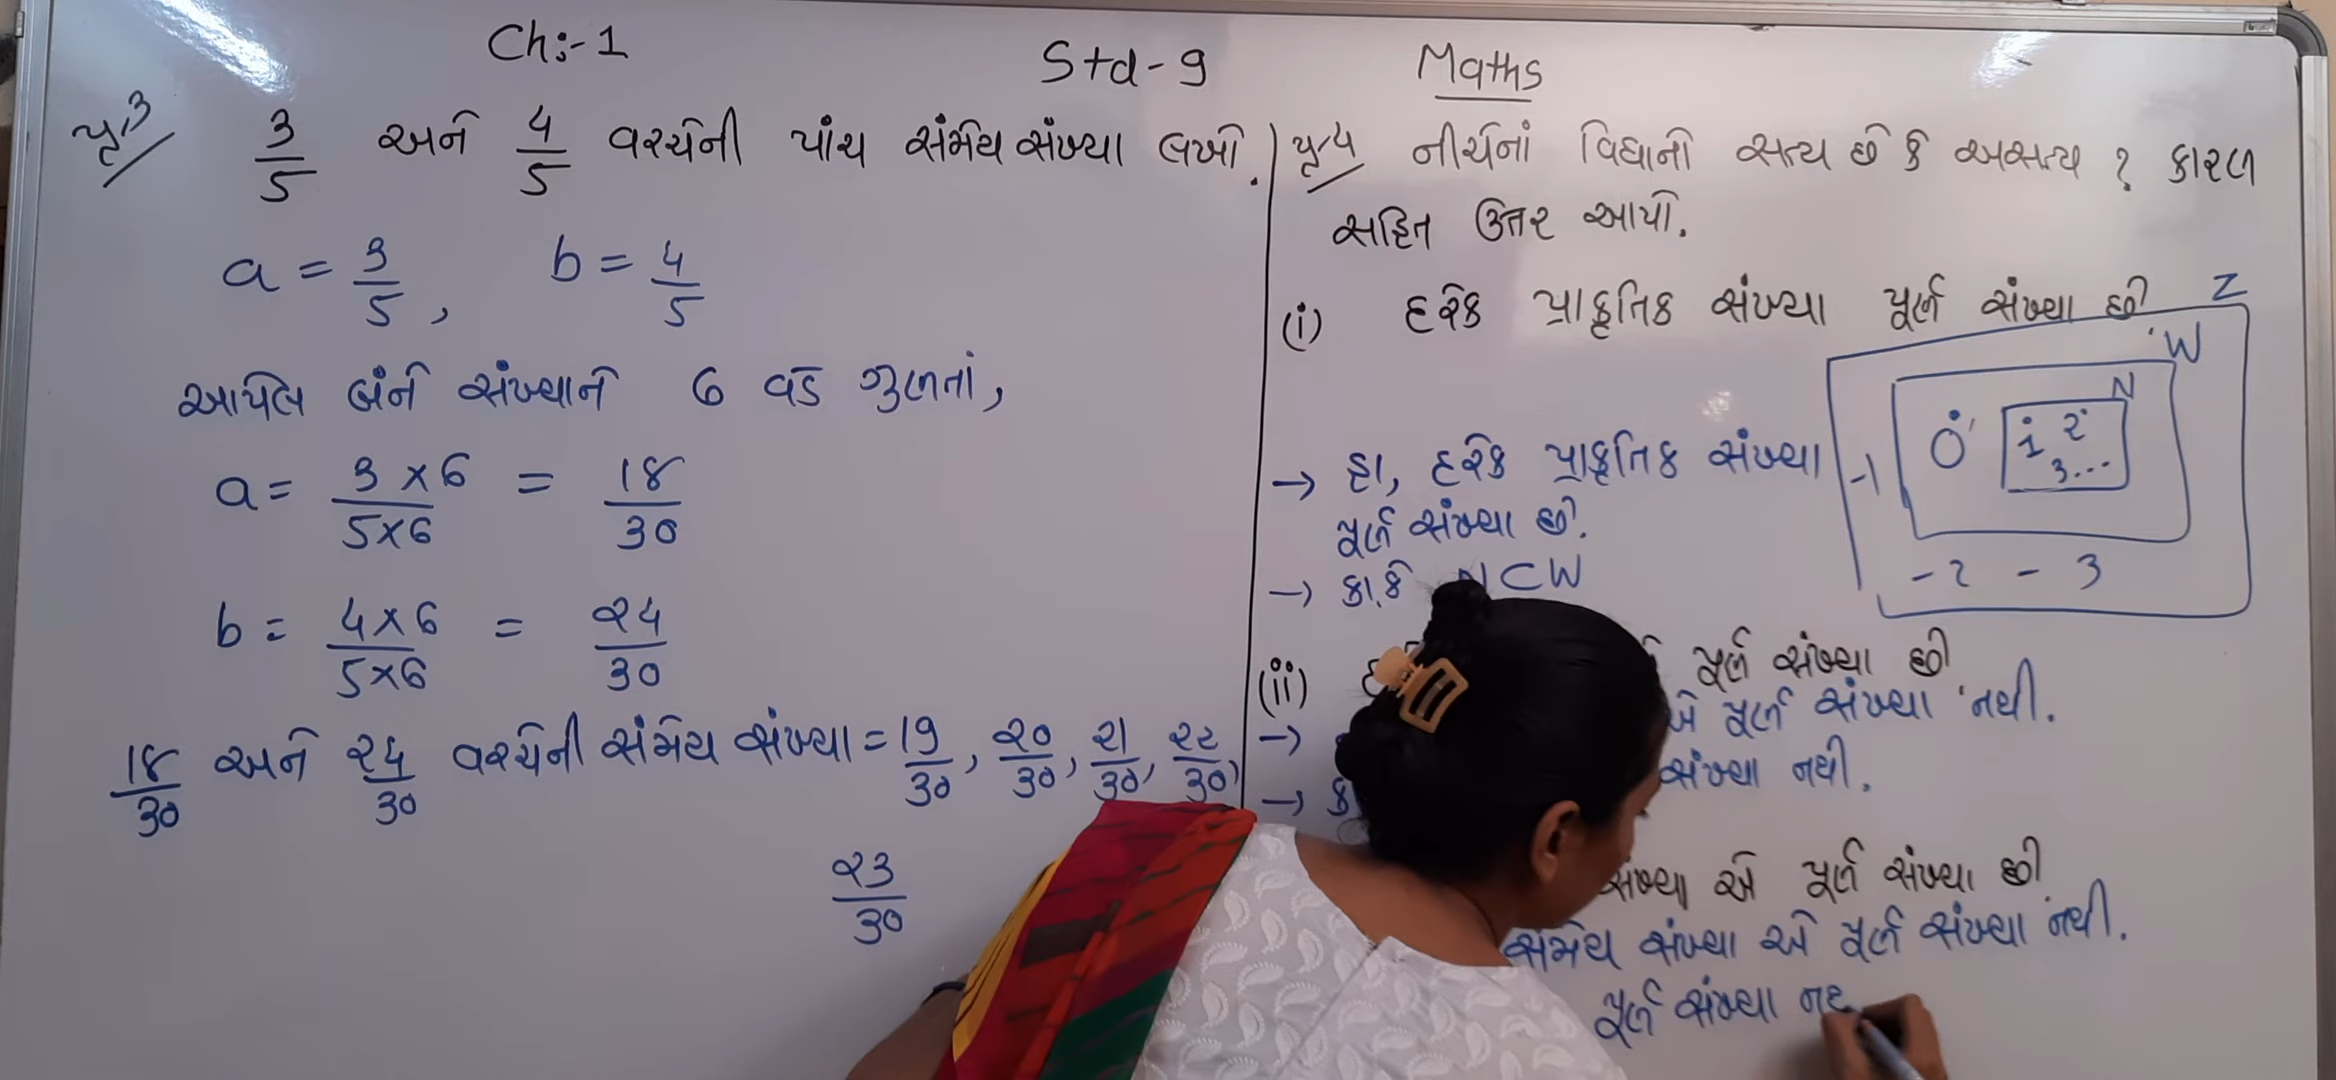 Ch:-1 Std-9 Maths
પ્ર-3 3/5 અને 4/5 વચ્ચેની પાંચ સંમેય સંખ્યા લખો.
a = 3/5, b = 4/5
આપેલ બંને સંખ્યાને 6 વડે ગુણતાં,
a = 3×6/5×6 = 18/30
b = 4×6/5×6 = 24/30
18/30 અને 24/30 વચ્ચેની સંમેય સંખ્યા = 19/30, 20/30, 21/30, 22/30,
23/30
પ્ર-4 નીચેનાં વિધાનો સત્ય છે કે અસત્ય ? કારણ
સહિત ઉત્તર આપો.
(i) દરેક પ્રાકૃતિક સંખ્યા પૂર્ણ સંખ્યા છે
Z
W
N
0 1 2
3...
-1
-2 -3
→ હા, દરેક પ્રાકૃતિક સંખ્યા
પૂર્ણ સંખ્યા છે.
→ કા.કે N⊂W
(ii) પૂર્ણ સંખ્યા છે
→ એ પૂર્ણ સંખ્યા નથી.
→ સંખ્યા નથી.
સંખ્યા એ પૂર્ણ સંખ્યા છે
સંમેય સંખ્યા એ પૂર્ણ સંખ્યા નથી.
પૂર્ણ સંખ્યા